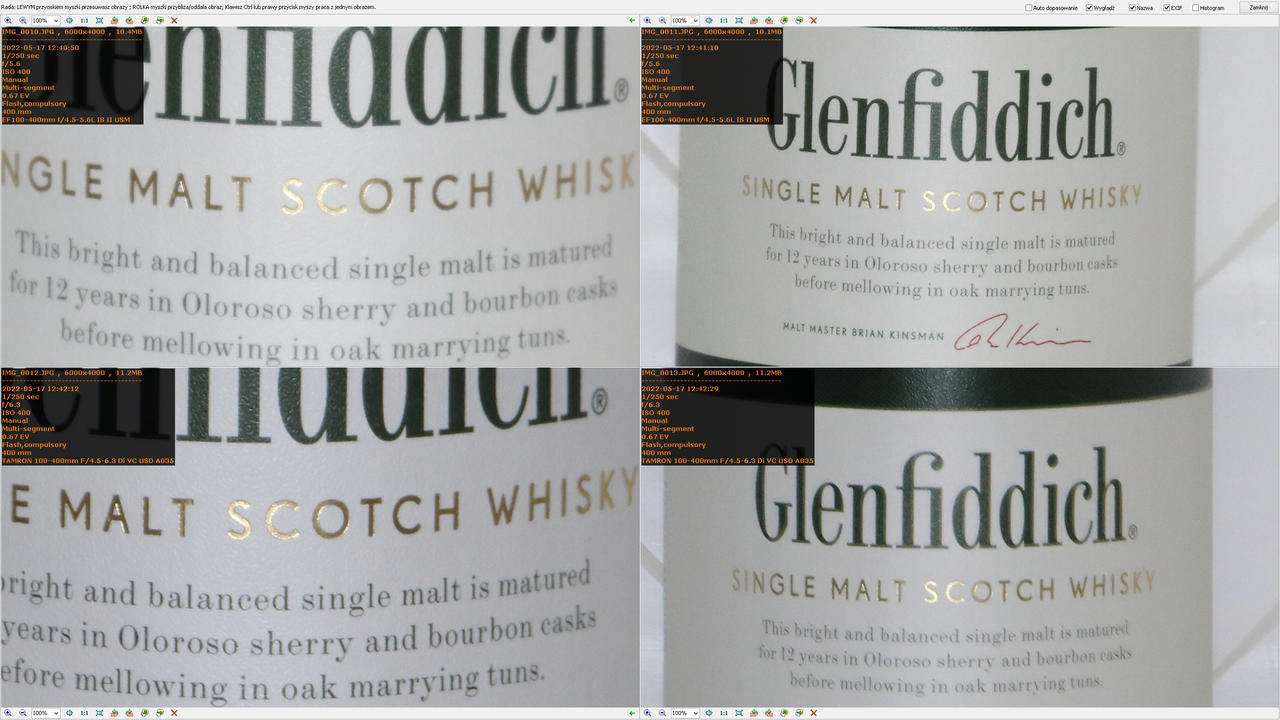 Rada: LEWYM przyciskiem myszki przesuwasz obrazy ; ROLKA myszki przybliża/oddala obraz; Klawisz Ctrl lub prawy przycisk myszy praca z jednym obrazem.
Auto dopasowanie Wygładź Nazwa EXIF Histogram Zamknij
100% 1:1
100% 1:1
IMG_0010.JPG , 6000x4000 , 10.4MB
2022-05-17 12:40:50
1/250 sec
f/5.6
ISO 400
Manual
Multi-segment
0.67 EV
Flash,compulsory
400 mm
EF100-400mm f/4.5-5.6L IS II USM
lenfiddich®
NGLE MALT SCOTCH WHISK
This bright and balanced single malt is matured
for 12 years in Oloroso sherry and bourbon casks
before mellowing in oak marrying tuns.
IMG_0011.JPG , 6000x4000 , 10.1MB
2022-05-17 12:41:10
1/250 sec
f/5.6
ISO 400
Manual
Multi-segment
0.67 EV
Flash,compulsory
400 mm
EF100-400mm f/4.5-5.6L IS II USM
Glenfiddich®
SINGLE MALT SCOTCH WHISKY
This bright and balanced single malt is matured
for 12 years in Oloroso sherry and bourbon casks
before mellowing in oak marrying tuns.
MALT MASTER BRIAN KINSMAN
IMG_0012.JPG , 6000x4000 , 11.2MB
2022-05-17 12:42:12
1/250 sec
f/6.3
ISO 400
Manual
Multi-segment
0.67 EV
Flash,compulsory
400 mm
TAMRON 100-400mm F/4.5-6.3 Di VC USD A035
enfiddich®
E MALT SCOTCH WHISKY
bright and balanced single malt is matured
years in Oloroso sherry and bourbon casks
efore mellowing in oak marrying tuns.
IMG_0013.JPG , 6000x4000 , 11.2MB
2022-05-17 12:42:29
1/250 sec
f/6.3
ISO 400
Manual
Multi-segment
0.67 EV
Flash,compulsory
400 mm
TAMRON 100-400mm F/4.5-6.3 Di VC USD A035
Glenfiddich®
SINGLE MALT SCOTCH WHISKY
This bright and balanced single malt is matured
for 12 years in Oloroso sherry and bourbon casks
before mellowing in oak marrying tuns.
100% 1:1
100% 1:1